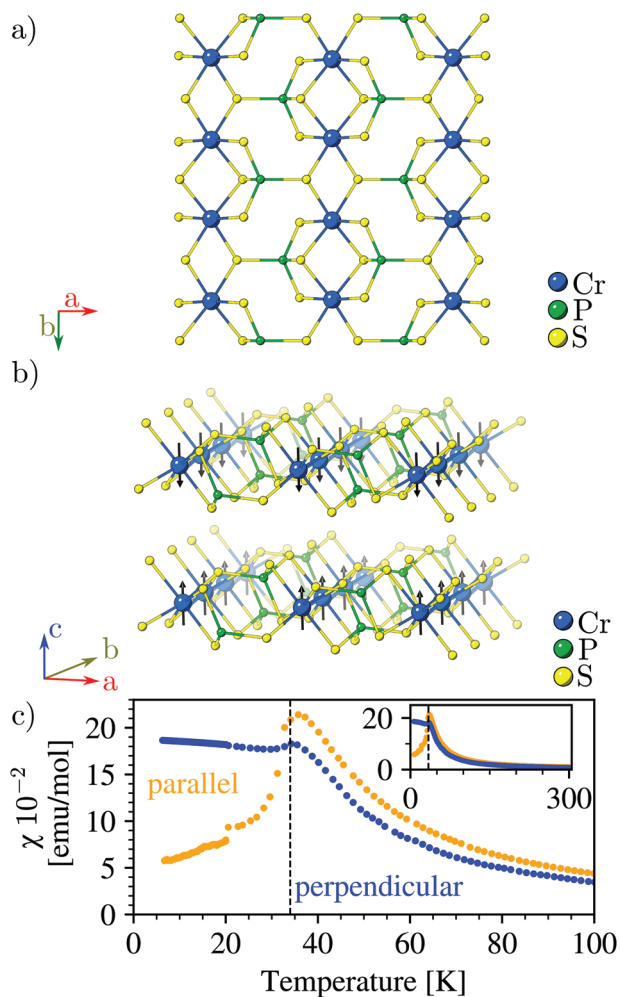 a)
a
b
Cr
P
S
b)
c
b
a
Cr
P
S
c)
χ 10⁻²
[emu/mol]
20
15
10
5
0
parallel
perpendicular
20
0
0
300
0
20
40
60
80
100
Temperature [K]